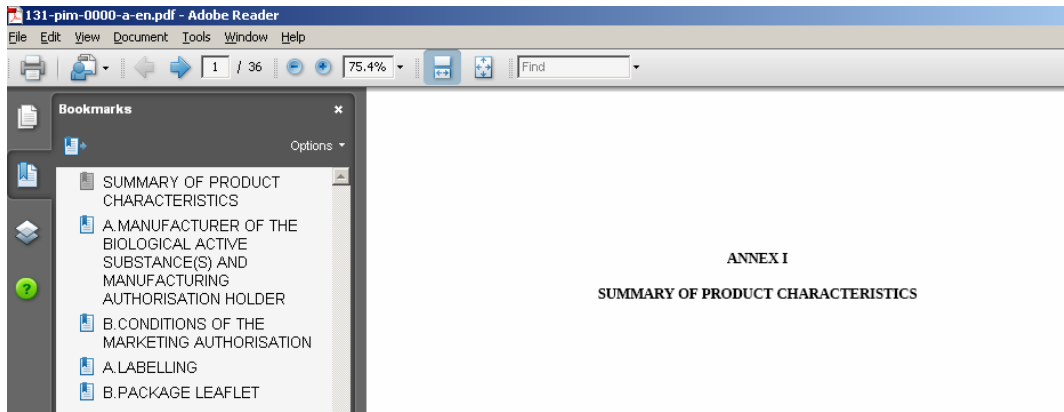 131-pim-0000-a-en.pdf - Adobe Reader
File Edit View Document Tools Window Help
1 / 36 75.4% Find
Bookmarks
Options
SUMMARY OF PRODUCT
CHARACTERISTICS
A.MANUFACTURER OF THE
BIOLOGICAL ACTIVE
SUBSTANCE(S) AND
MANUFACTURING
AUTHORISATION HOLDER
B.CONDITIONS OF THE
MARKETING AUTHORISATION
A.LABELLING
B.PACKAGE LEAFLET
ANNEX I
SUMMARY OF PRODUCT CHARACTERISTICS